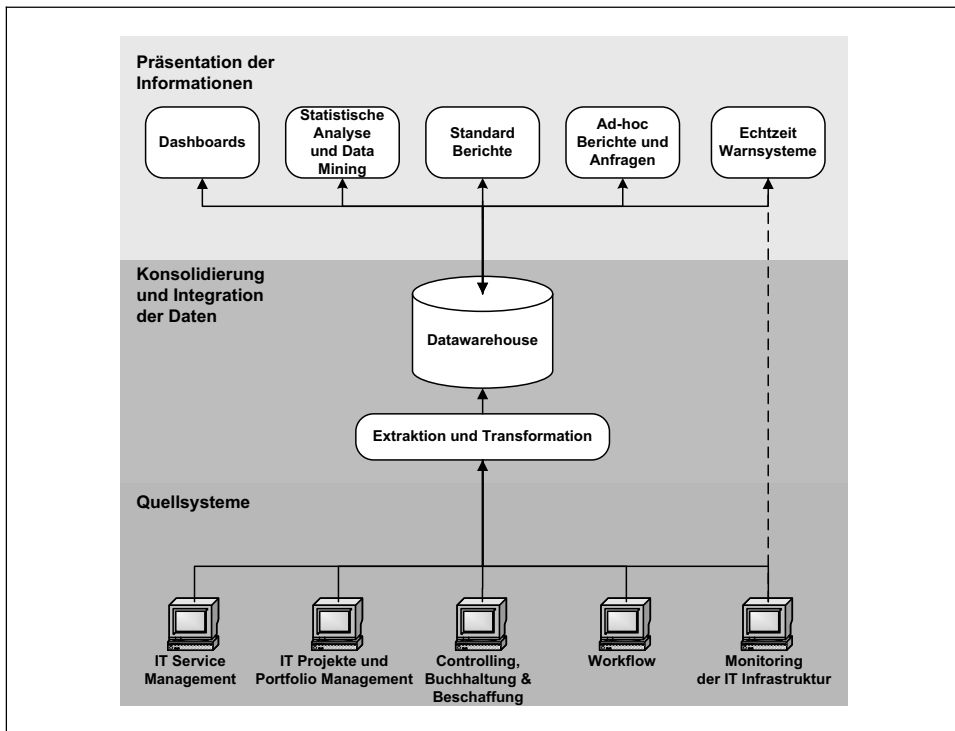 Präsentation der
Informationen
Dashboards
Statistische
Analyse
und Data
Mining
Standard
Berichte
Ad-hoc
Berichte und
Anfragen
Echtzeit
Warnsysteme
Konsolidierung
und Integration
der Daten
Datawarehouse
Extraktion und Transformation
Quellsysteme
IT Service
Management
IT Projekte und
Portfolio Management
Controlling,
Buchhaltung &
Beschaffung
Workflow
Monitoring
der IT Infrastruktur